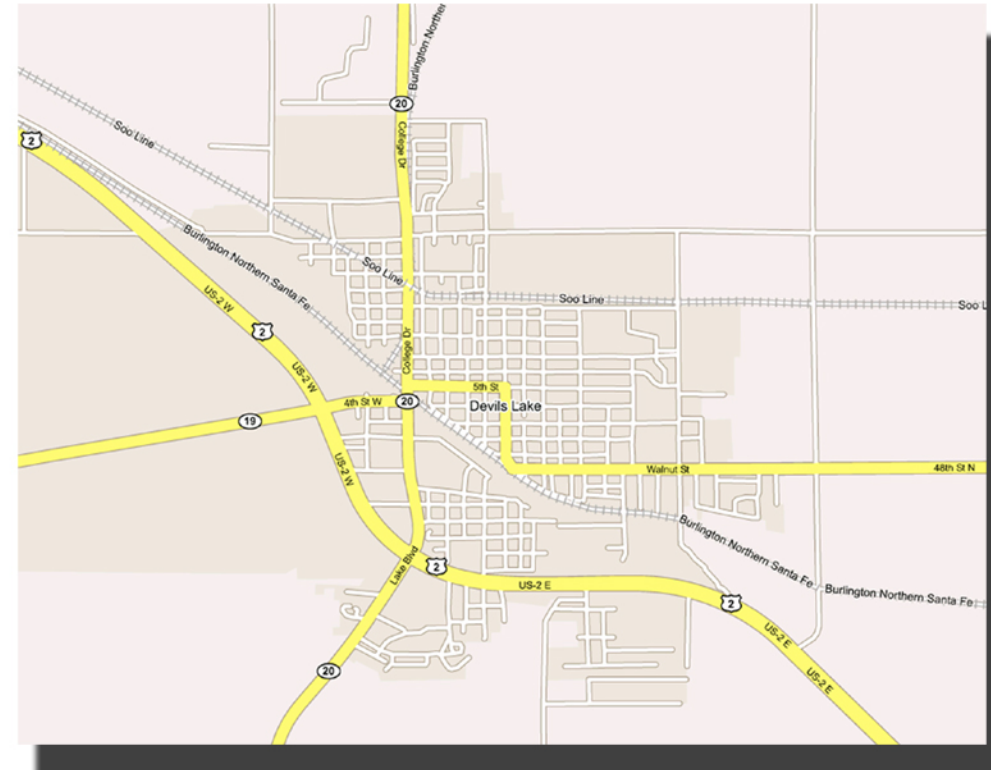 Burlington Norther
20
College Dr
Soo Line
2
Burlington Northern Santa Fe
Soo Line
US-2 W
Soo Line
Soo L
2
College Dr
US-2 W
5th St
4th St W
20
Devils Lake
19
US-2 W
Walnut St
48th St N
Burlington Northern Santa Fe
Lake Blvd
2
US-2 E
Burlington Northern Santa Fe
2
US-2 E
20
US-2 E